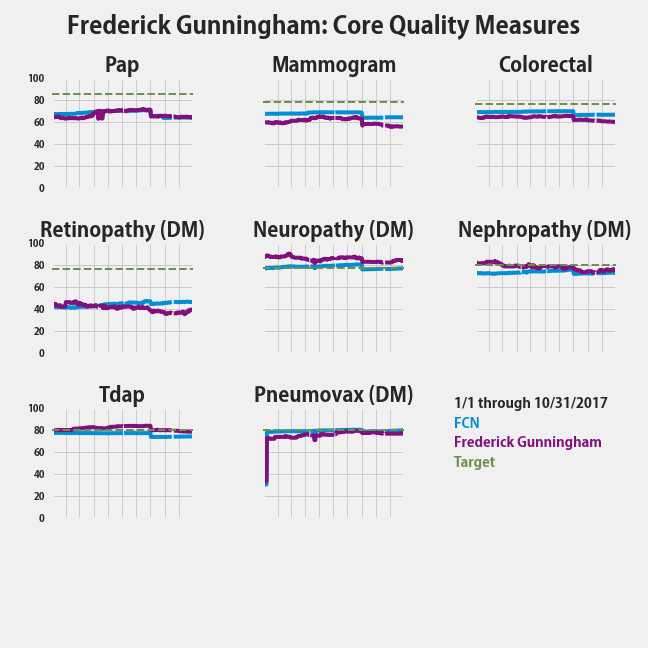 Frederick Gunningham: Core Quality Measures
Pap
Mammogram
Colorectal
100
80
60
40
20
0
Retinopathy (DM)
Neuropathy (DM)
Nephropathy (DM)
100
80
60
40
20
0
Tdap
Pneumovax (DM)
100
80
60
40
20
0
1/1 through 10/31/2017
FCN
Frederick Gunningham
Target